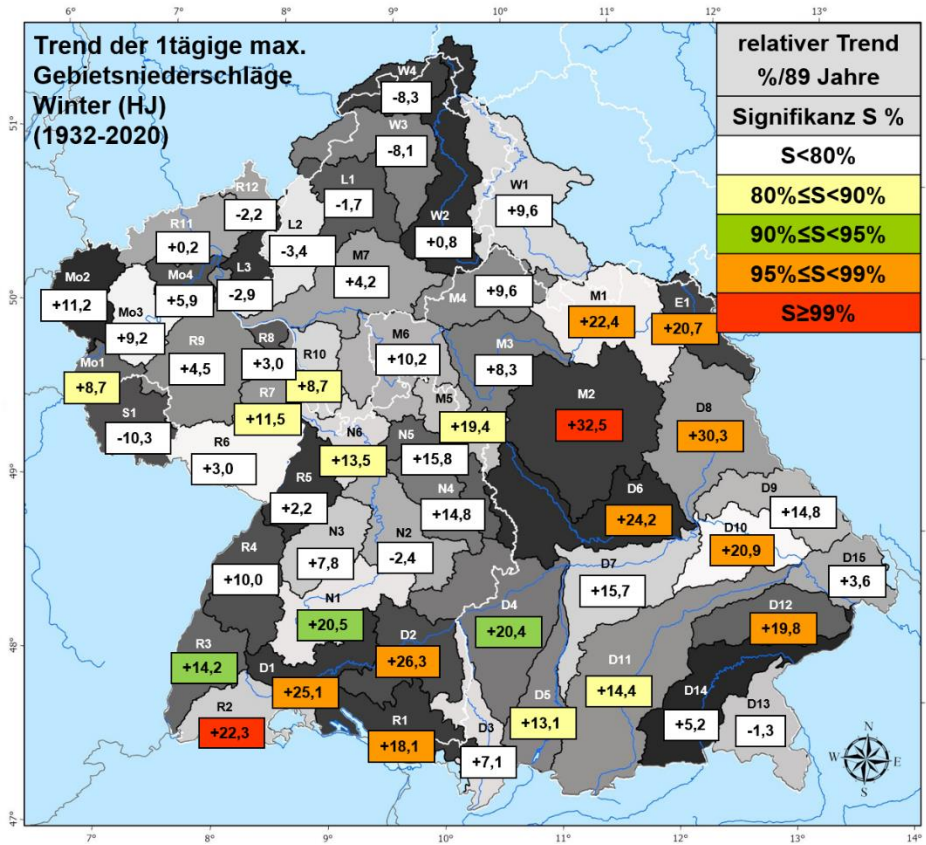 6° 7° 8° 9° 10° 11° 12° 13°
Trend der 1tägige max.
Gebietsniederschläge
Winter (HJ)
(1932-2020)
relativer Trend
%/89 Jahre
Signifikanz S %
S<80%
80%≤S<90%
90%≤S<95%
95%≤S<99%
S≥99%
51°
50°
49°
48°
47°
W4
-8,3
W3
-8,1
R12
-2,2
L1
-1,7
W1
+9,6
L2
-3,4
W2
+0,8
R11
+0,2
M7
+4,2
Mo2
+11,2
Mo4
+5,9
L3
-2,9
M4
+9,6
M1
+22,4
E1
+20,7
Mo3
+9,2
R9
+4,5
R8
+3,0
R10
+8,7
M6
+10,2
M3
+8,3
Mo1
+8,7
R7
+11,5
M5
+19,4
M2
+32,5
D8
+30,3
S1
-10,3
R6
+3,0
N6
+13,5
N5
+15,8
R5
+2,2
N4
+14,8
D6
+24,2
D9
+14,8
D10
+20,9
R4
+10,0
N3
+7,8
N2
-2,4
D7
+15,7
D15
+3,6
N1
+20,5
D4
+20,4
D12
+19,8
R3
+14,2
D1
+25,1
D2
+26,3
D11
+14,4
R2
+22,3
R1
+18,1
D3
+7,1
D5
+13,1
D14
+5,2
D13
-1,3
N
W E
S
7° 8° 9° 10° 11° 12° 13° 14°